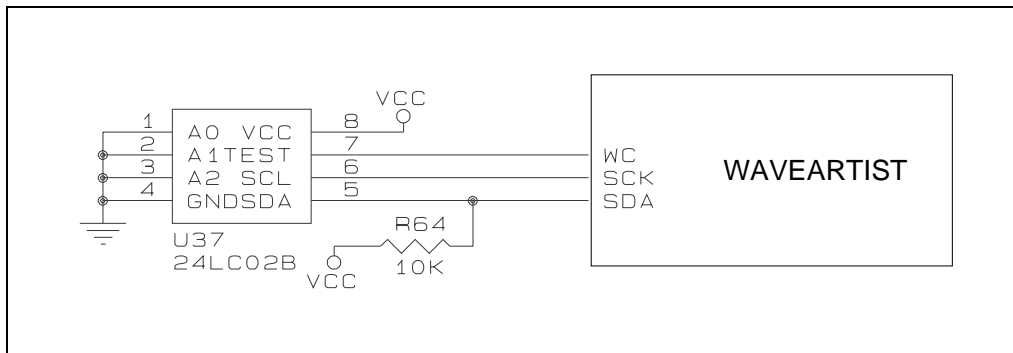 VCC
1 A0 VCC 8
2 A1TEST 7 WC
3 A2 SCL 6 SCK
4 GNDSDA 5 SDA
WAVEARTIST
U37
24LC02B
R64
10K
VCC